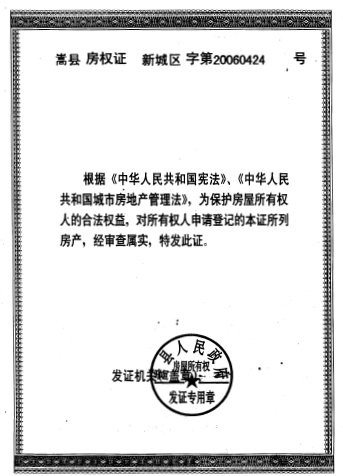 嵩县 房权证 新城区 字第20060424 号
根据《中华人民共和国宪法》、《中华人民
共和国城市房地产管理法》，为保护房屋所有权
人的合法权益，对所有权人申请登记的本证所列
房产，经审查属实，特发此证。
发证机关 盖章
县人民政府
房屋所有权
发证专用章